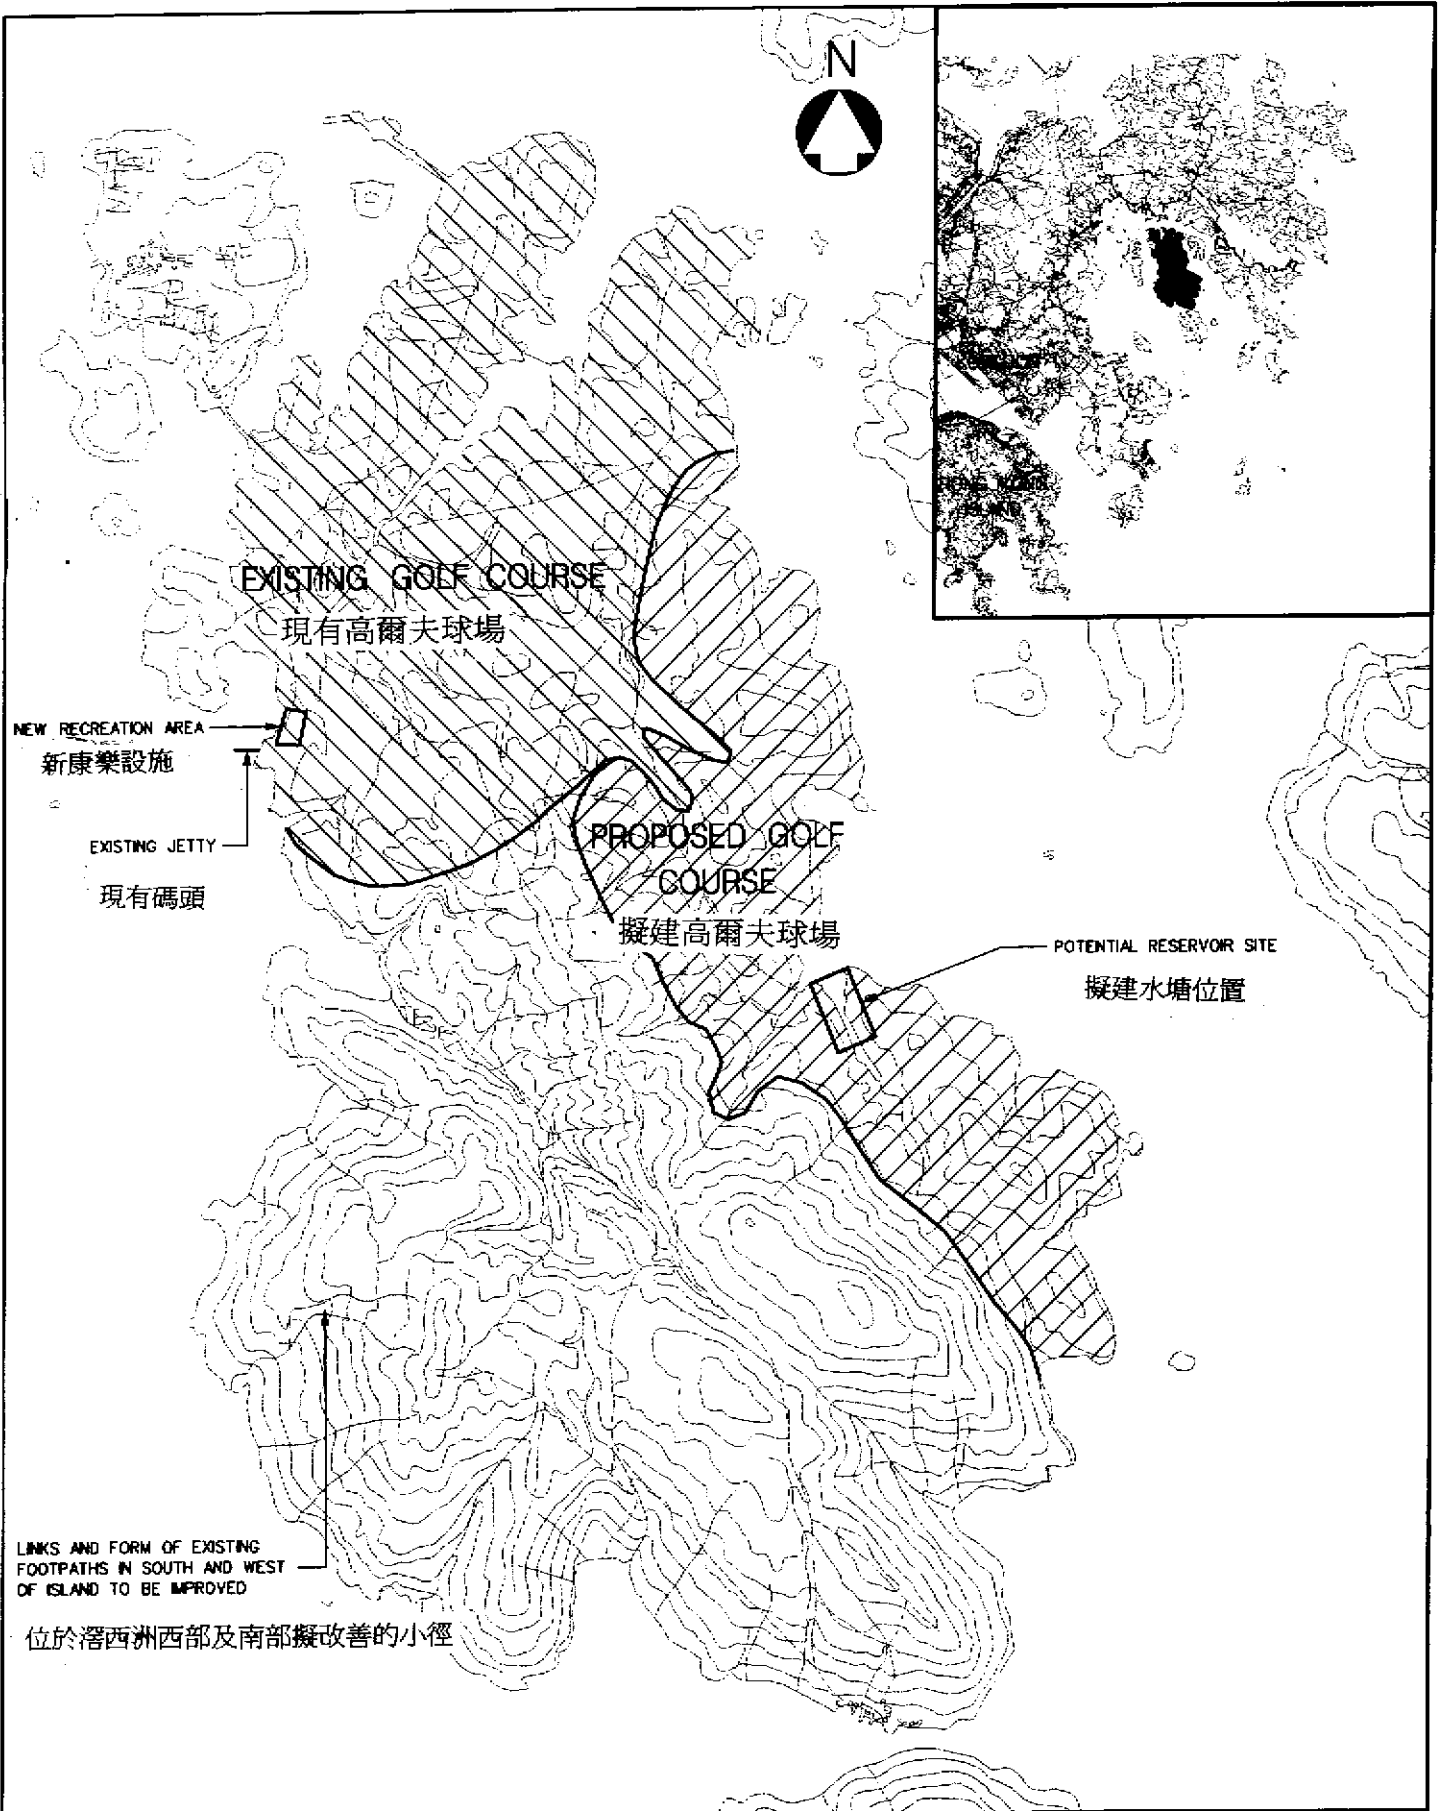 N
HONG KONG
ISLAND
EXISTING GOLF COURSE
現有高爾夫球場
NEW RECREATION AREA
新康樂設施
EXISTING JETTY
現有碼頭
PROPOSED GOLF
COURSE
擬建高爾夫球場
POTENTIAL RESERVOIR SITE
擬建水塘位置
LINKS AND FORM OF EXISTING
FOOTPATHS IN SOUTH AND WEST
OF ISLAND TO BE IMPROVED
位於滘西洲西部及南部擬改善的小徑